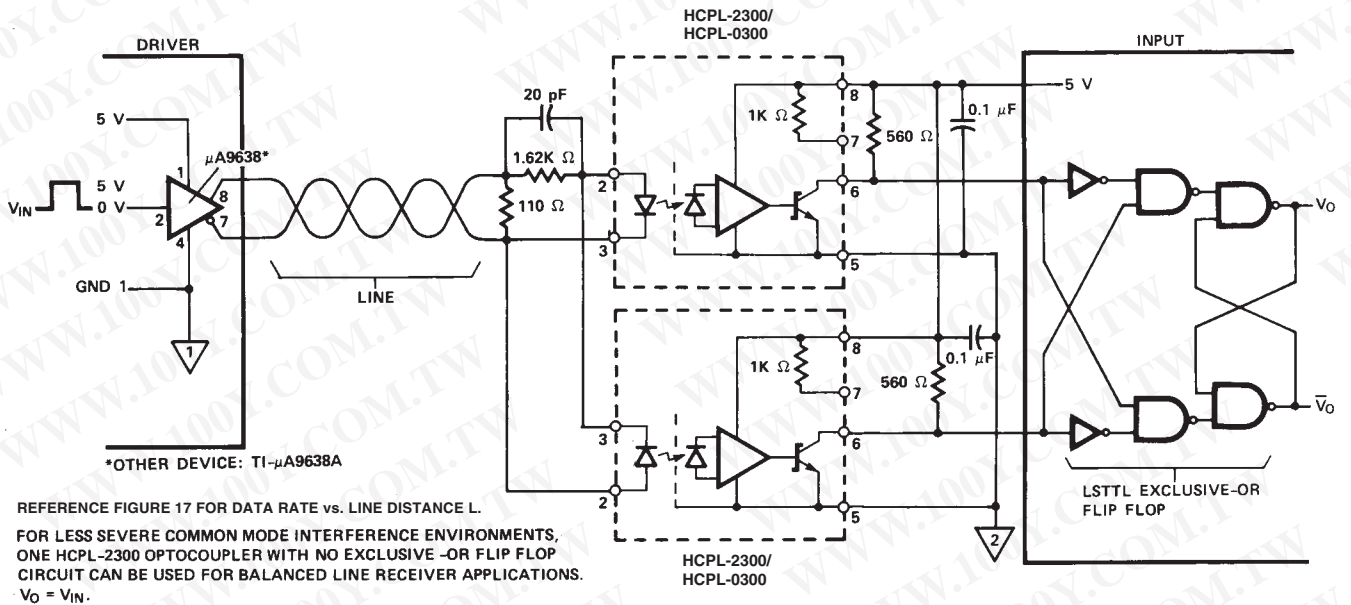 HCPL-2300/
HCPL-0300
DRIVER
INPUT
20 pF
8
5 V
5 V
1K Ω
0.1 μF
560 Ω
μA9638*
1
1.62K Ω
7
5 V
8
2
6
VIN
0 V
2
110 Ω
VO
7
4
3
5
GND 1
LINE
8
0.1 μF
1
1K Ω
560 Ω
7
3
6
V̅O
*OTHER DEVICE: TI-μA9638A
2
LSTTL EXCLUSIVE-OR
FLIP FLOP
REFERENCE FIGURE 17 FOR DATA RATE vs. LINE DISTANCE L.
5
2
FOR LESS SEVERE COMMON MODE INTERFERENCE ENVIRONMENTS,
ONE HCPL-2300 OPTOCOUPLER WITH NO EXCLUSIVE -OR FLIP FLOP
CIRCUIT CAN BE USED FOR BALANCED LINE RECEIVER APPLICATIONS.
VO = VIN.
HCPL-2300/
HCPL-0300
WWW.100Y.COM.TW